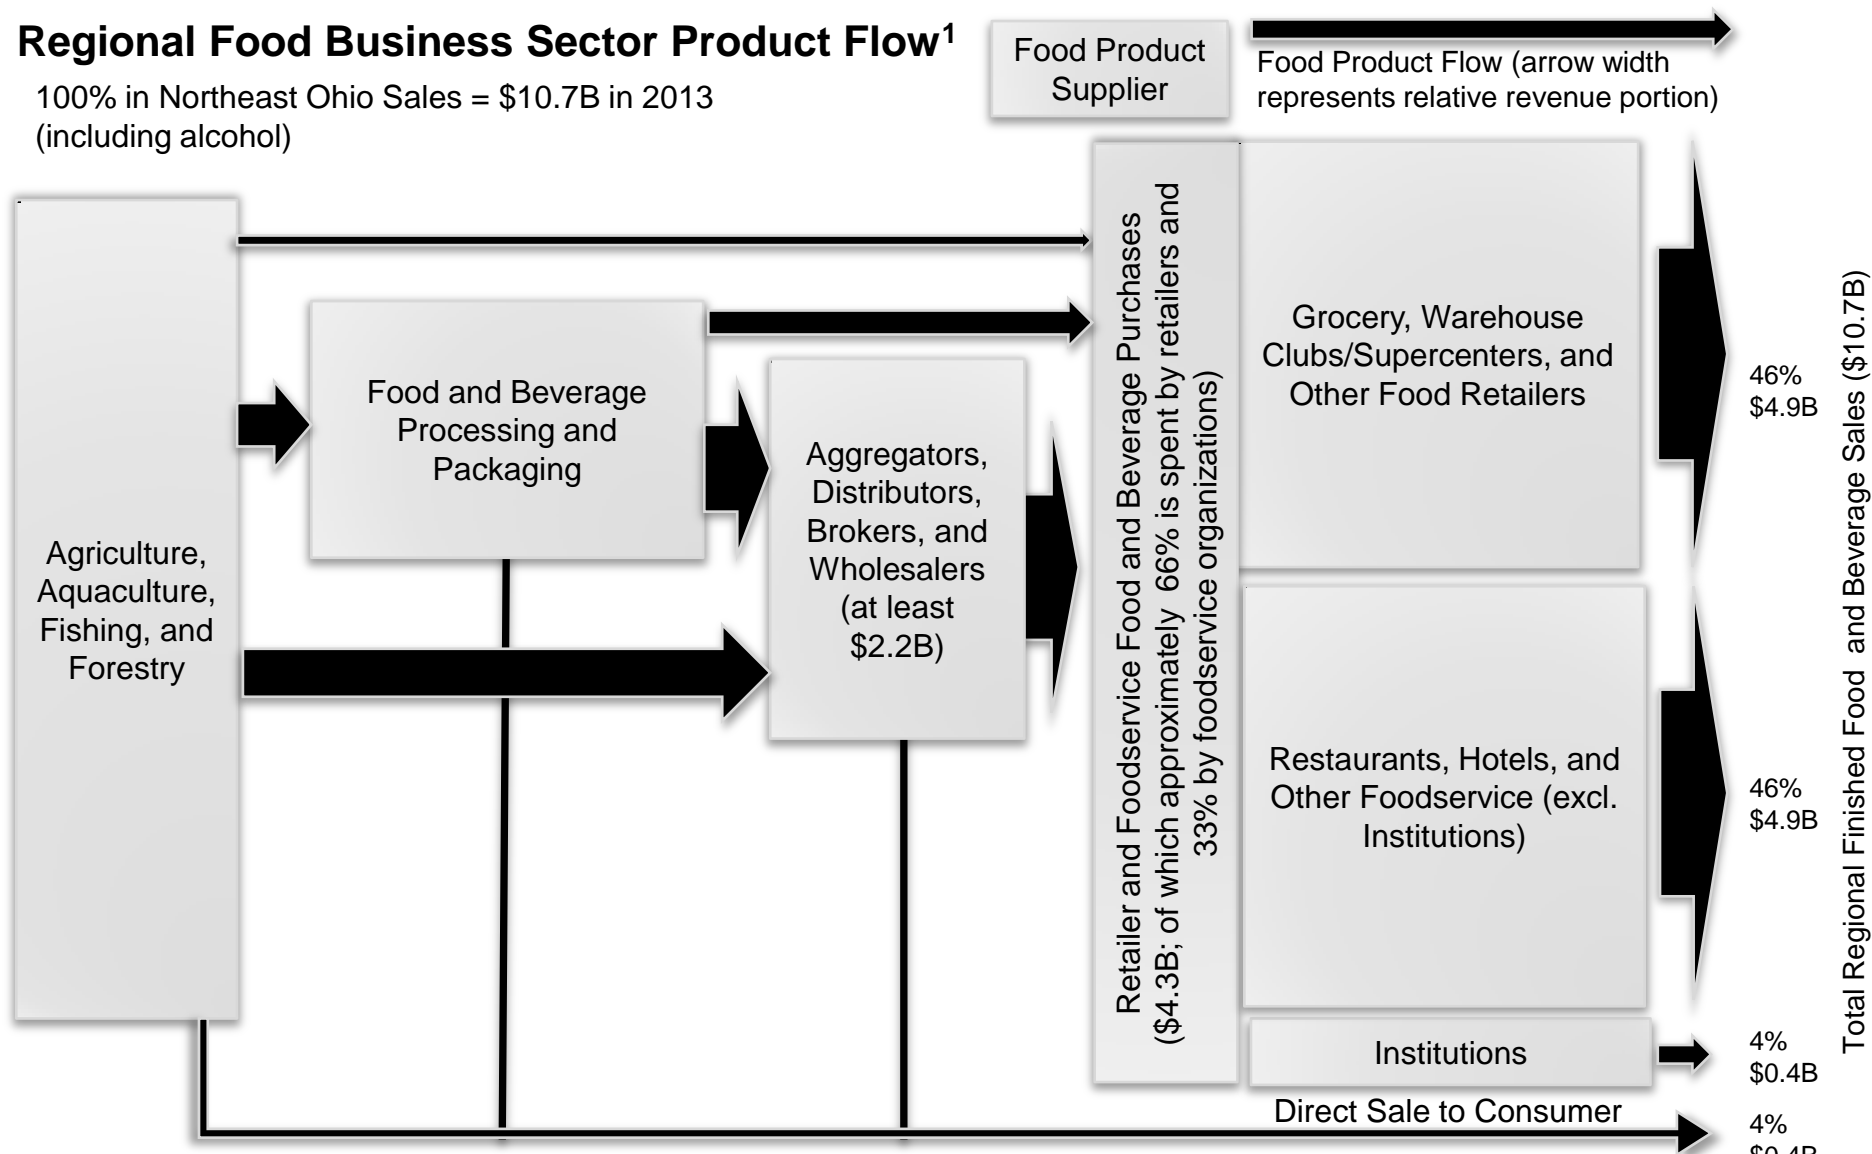 Regional Food Business Sector Product Flow¹
100% in Northeast Ohio Sales = $10.7B in 2013
(including alcohol)
Food Product
Supplier
Food Product Flow (arrow width
represents relative revenue portion)
Agriculture,
Aquaculture,
Fishing, and
Forestry
Food and Beverage
Processing and
Packaging
Aggregators,
Distributors,
Brokers, and
Wholesalers
(at least
$2.2B)
Retailer and Foodservice Food and Beverage Purchases
($4.3B; of which approximately 66% is spent by retailers and
33% by foodservice organizations)
Grocery, Warehouse
Clubs/Supercenters, and
Other Food Retailers
46%
$4.9B
Restaurants, Hotels, and
Other Foodservice (excl.
Institutions)
46%
$4.9B
Institutions
4%
$0.4B
Direct Sale to Consumer
4%
$0.4B
Total Regional Finished Food and Beverage Sales ($10.7B)